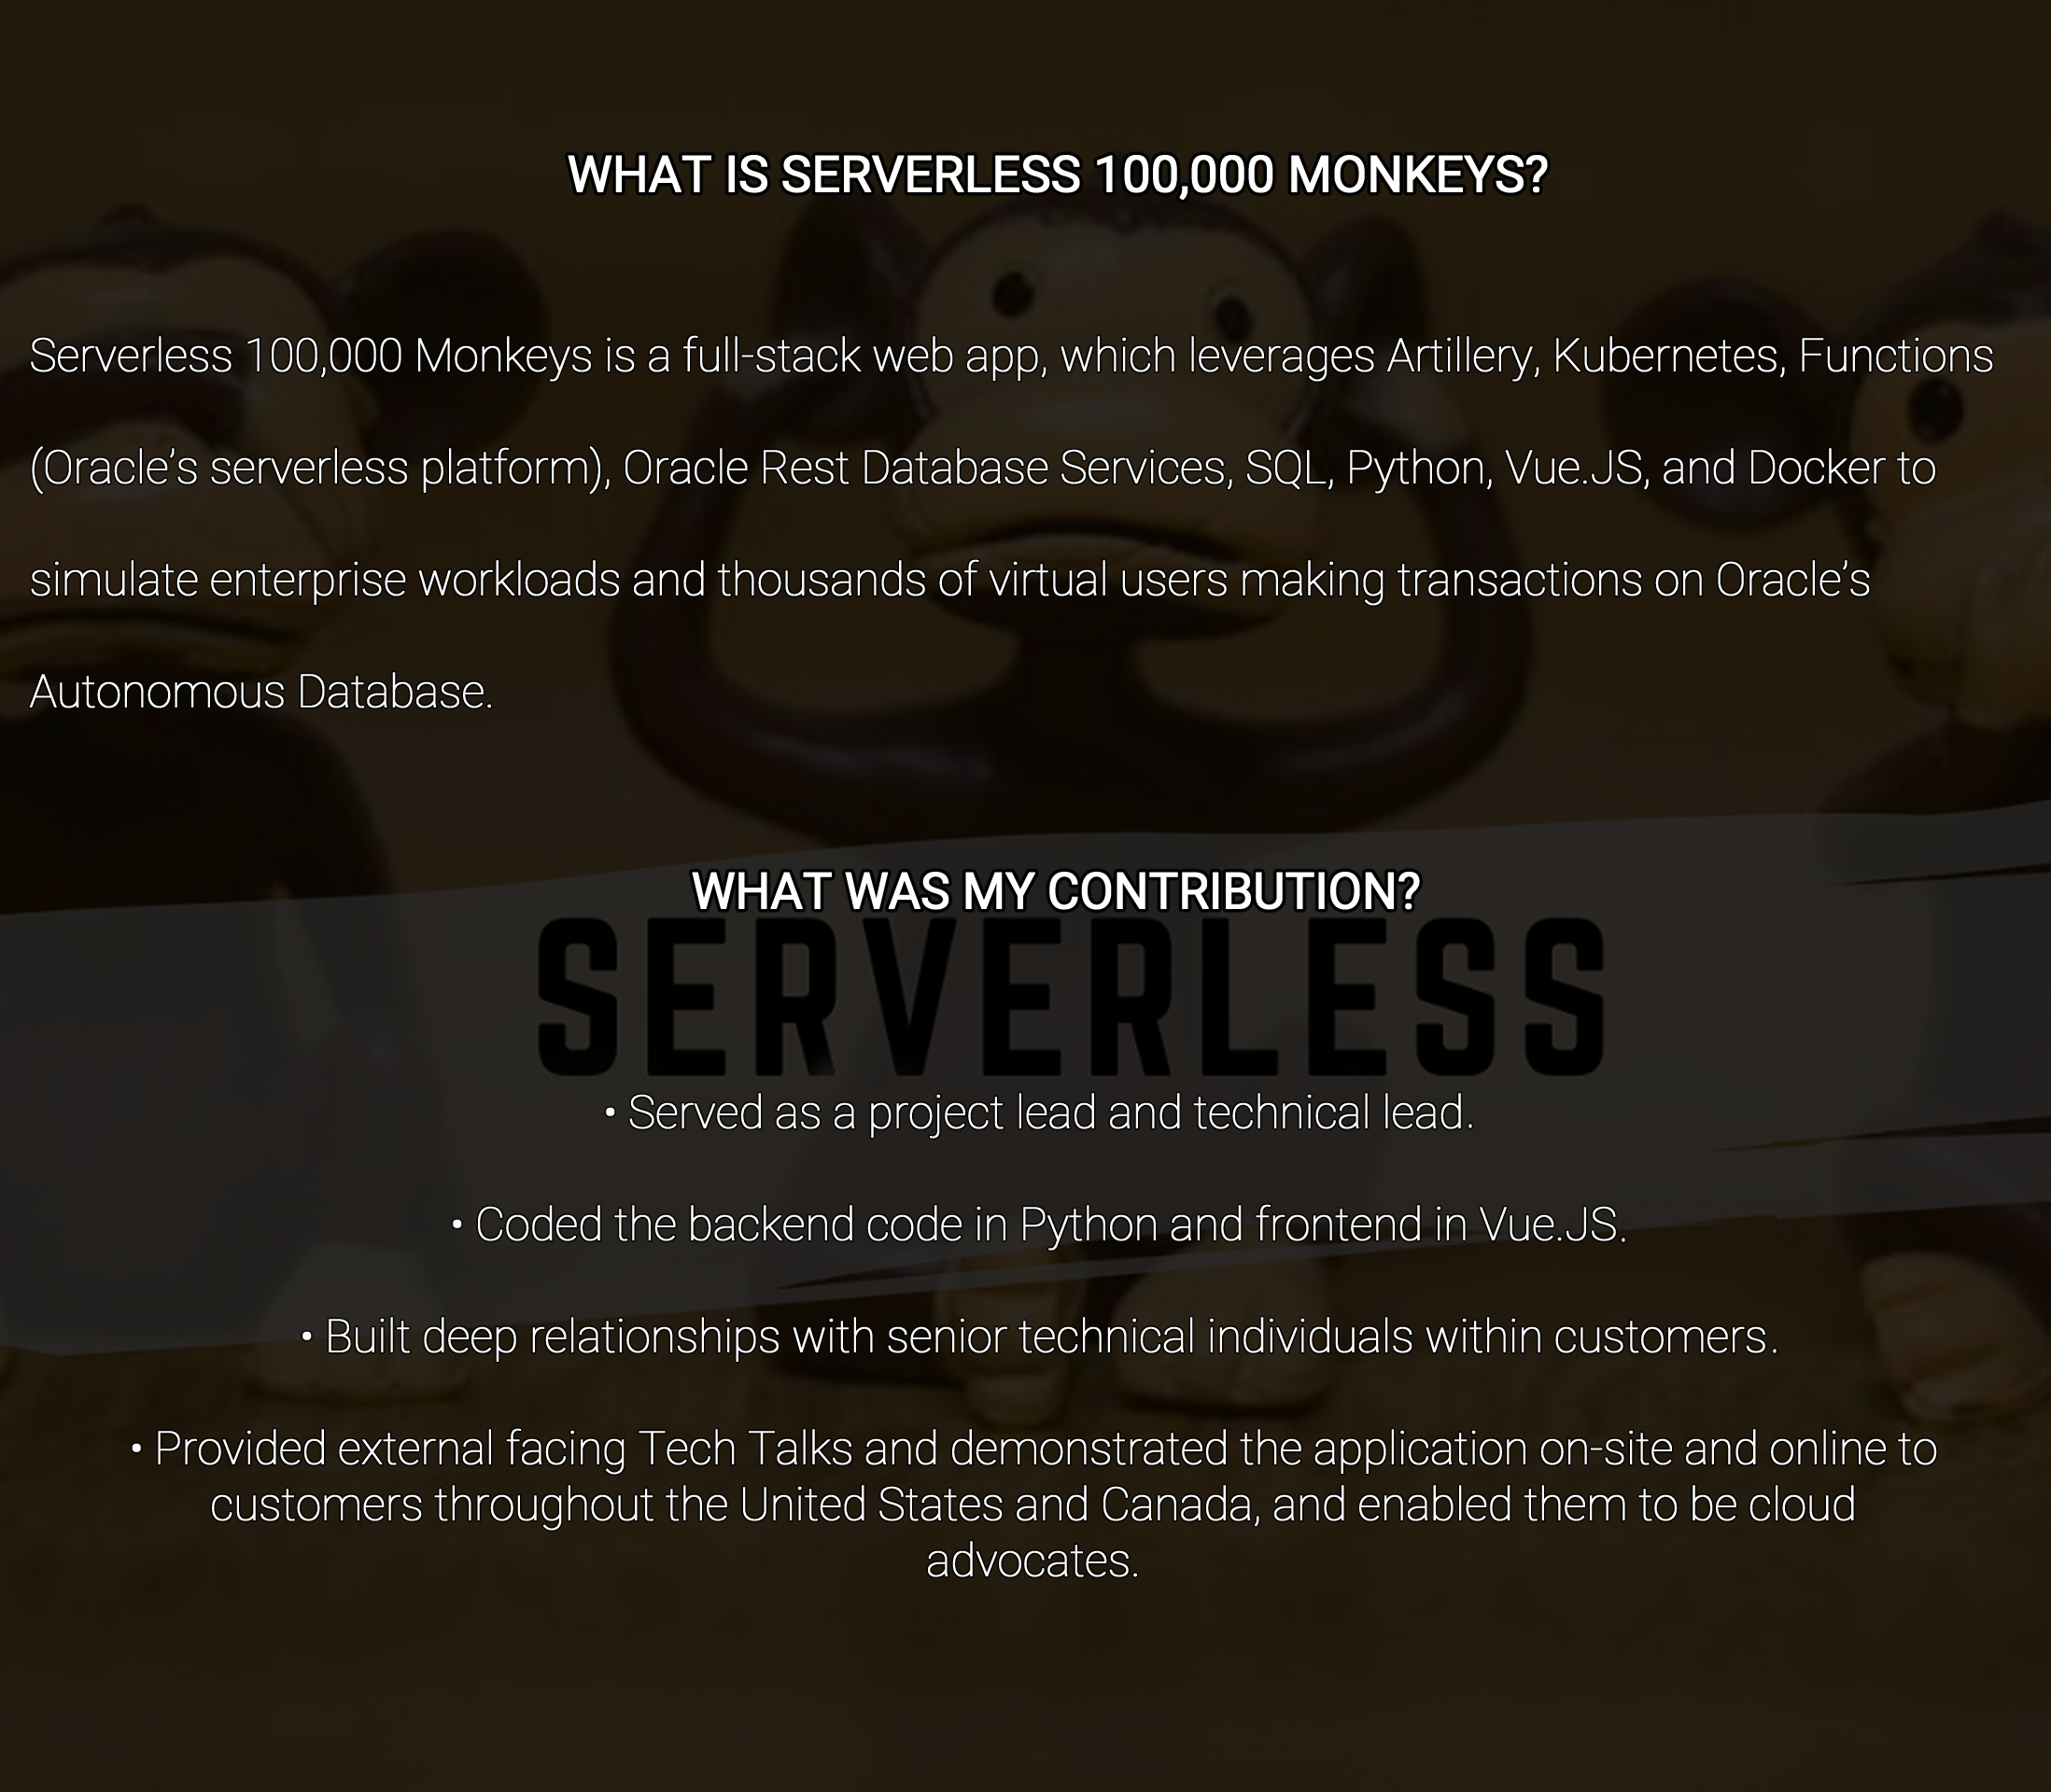 WHAT IS SERVERLESS 100,000 MONKEYS?
Serverless 100,000 Monkeys is a full-stack web app, which leverages Artillery, Kubernetes, Functions
(Oracle’s serverless platform), Oracle Rest Database Services, SQL, Python, Vue.JS, and Docker to
simulate enterprise workloads and thousands of virtual users making transactions on Oracle’s
Autonomous Database.
WHAT WAS MY CONTRIBUTION?
SERVERLESS
• Served as a project lead and technical lead.
• Coded the backend code in Python and frontend in Vue.JS.
• Built deep relationships with senior technical individuals within customers.
• Provided external facing Tech Talks and demonstrated the application on-site and online to
customers throughout the United States and Canada, and enabled them to be cloud
advocates.